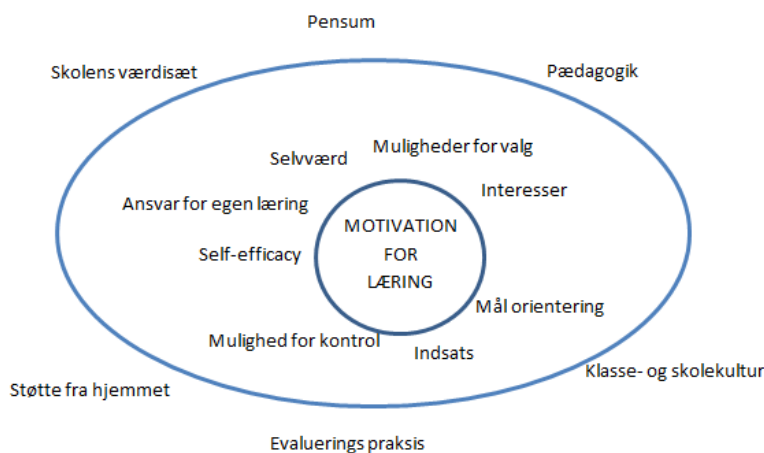 Pensum
Skolens værdisæt
Pædagogik
Muligheder for valg
Selvværd
Interesser
Ansvar for egen læring
MOTIVATION
FOR
LÆRING
Self-efficacy
Mål orientering
Mulighed for kontrol
Indsats
Klasse- og skolekultur
Støtte fra hjemmet
Evaluerings praksis